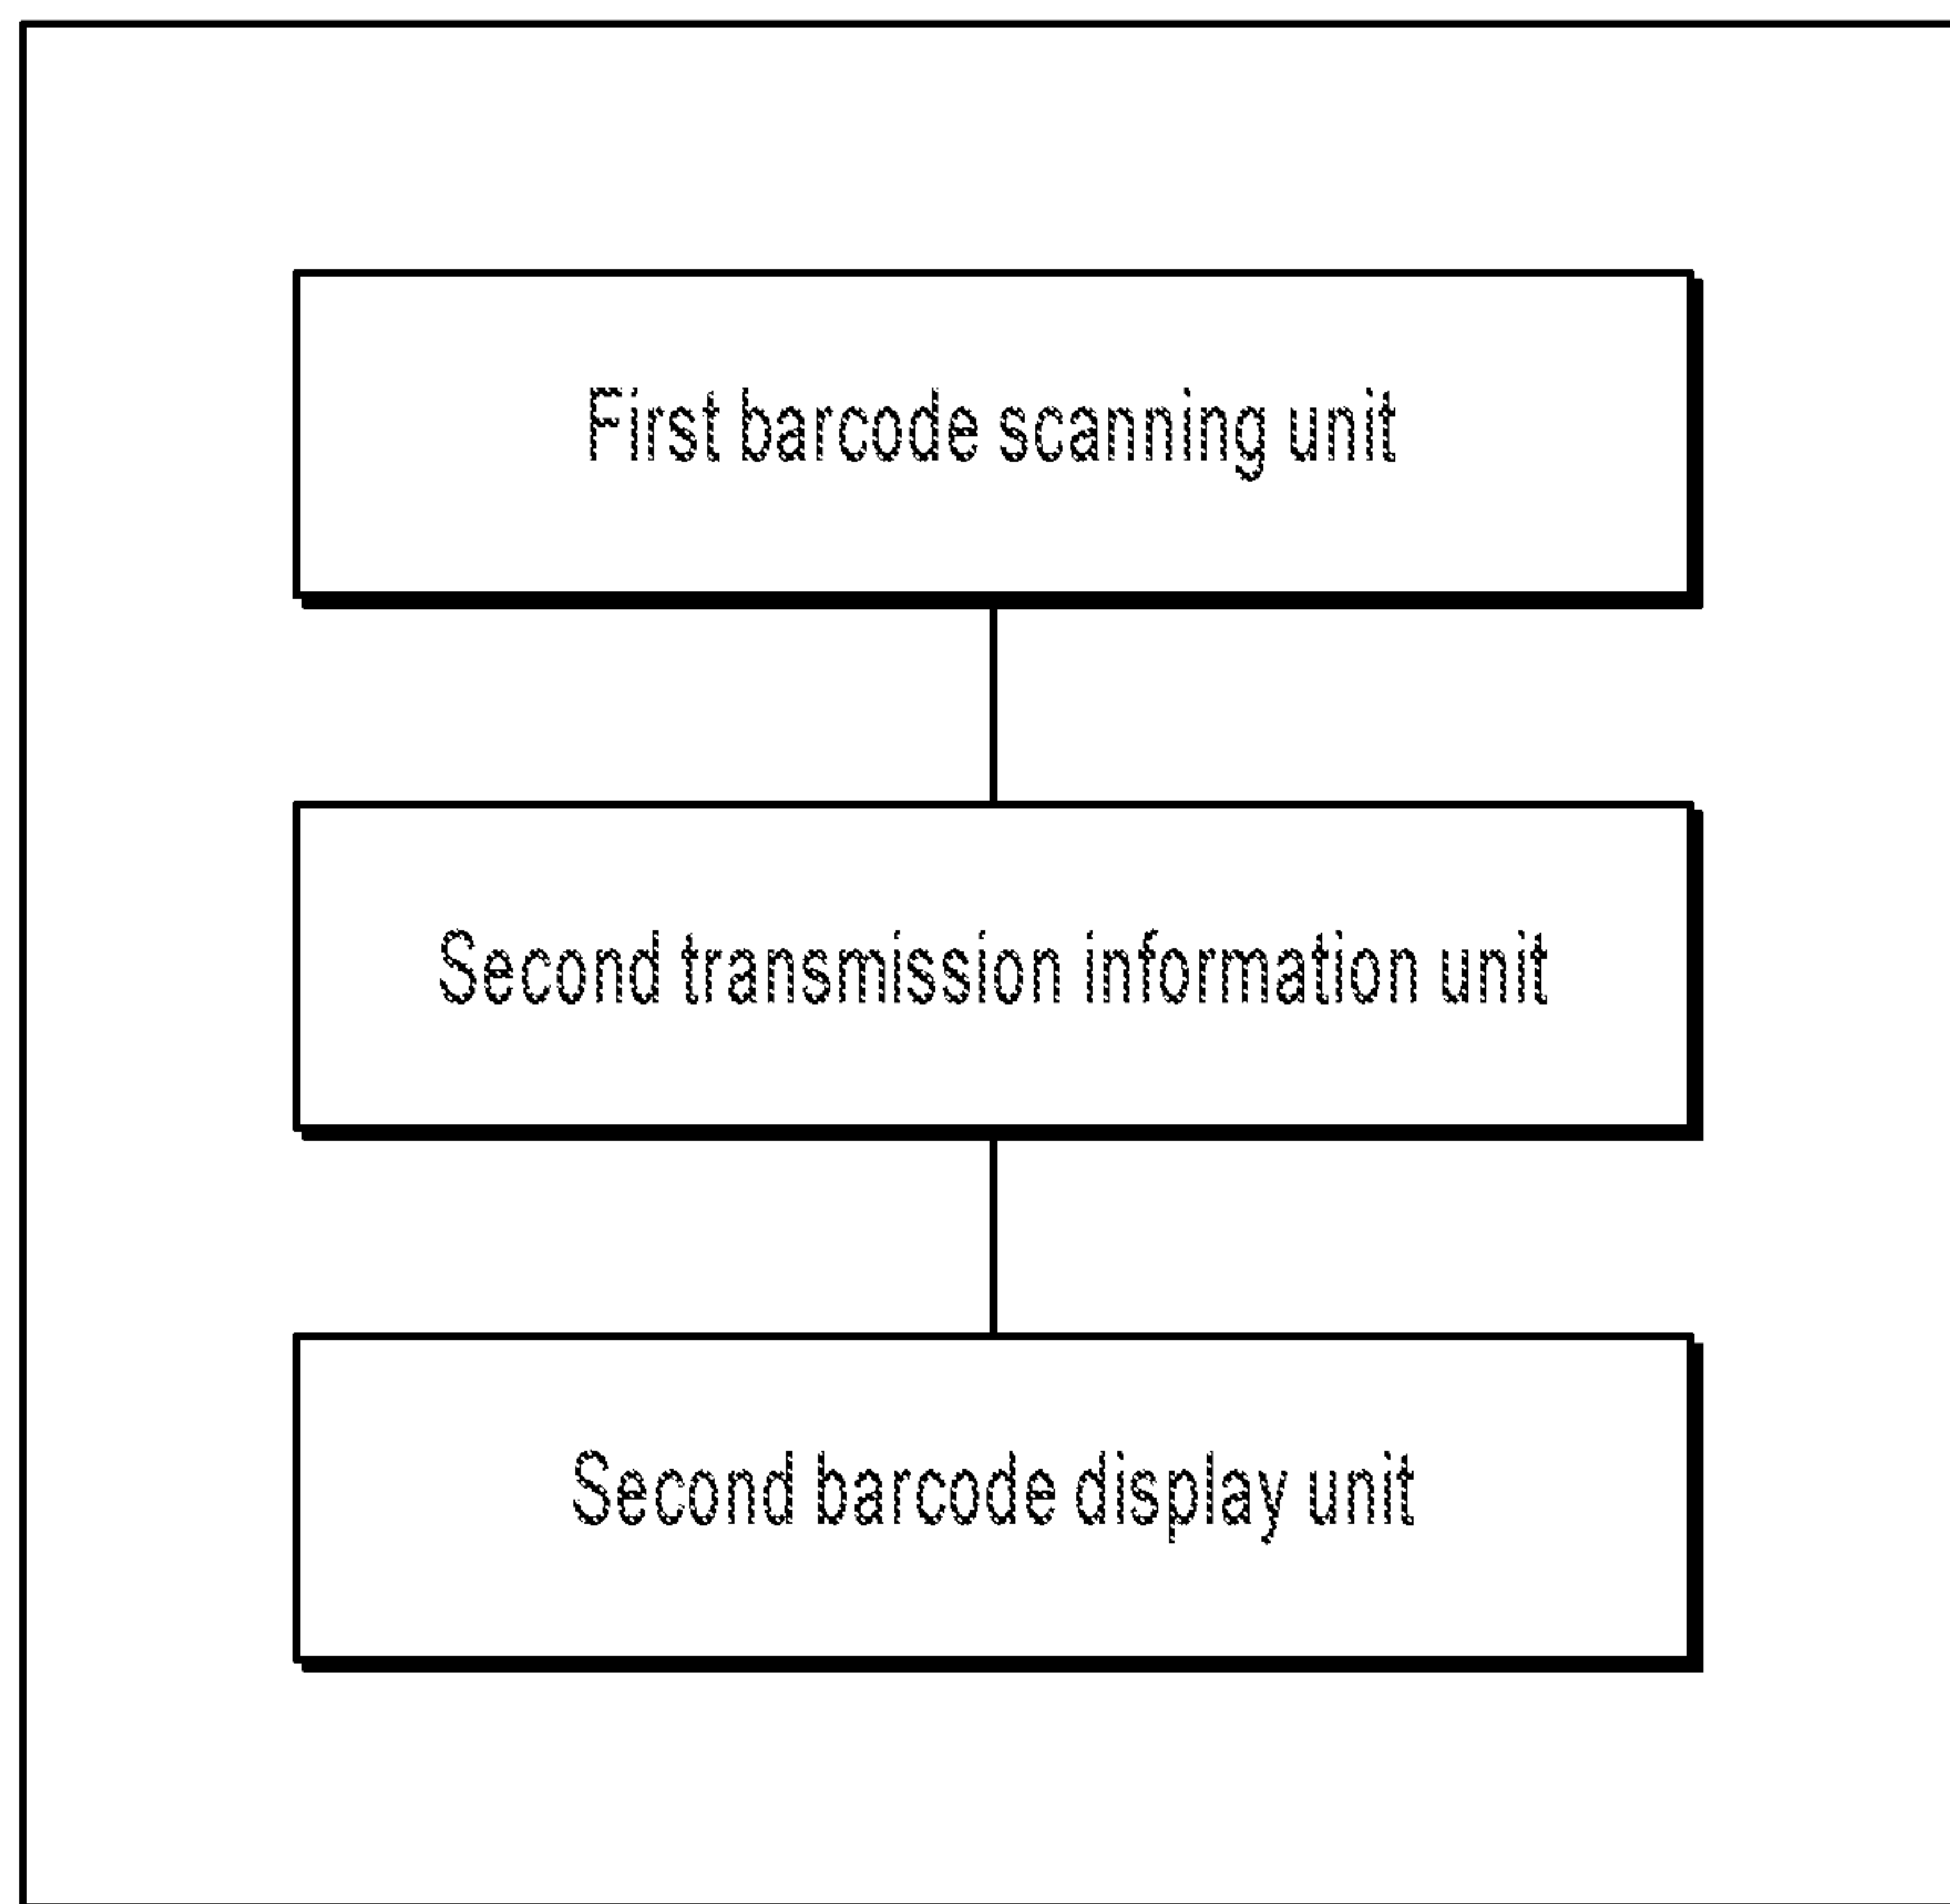 First barcode scanning unit
Second transmission information unit
Second barcode display unit